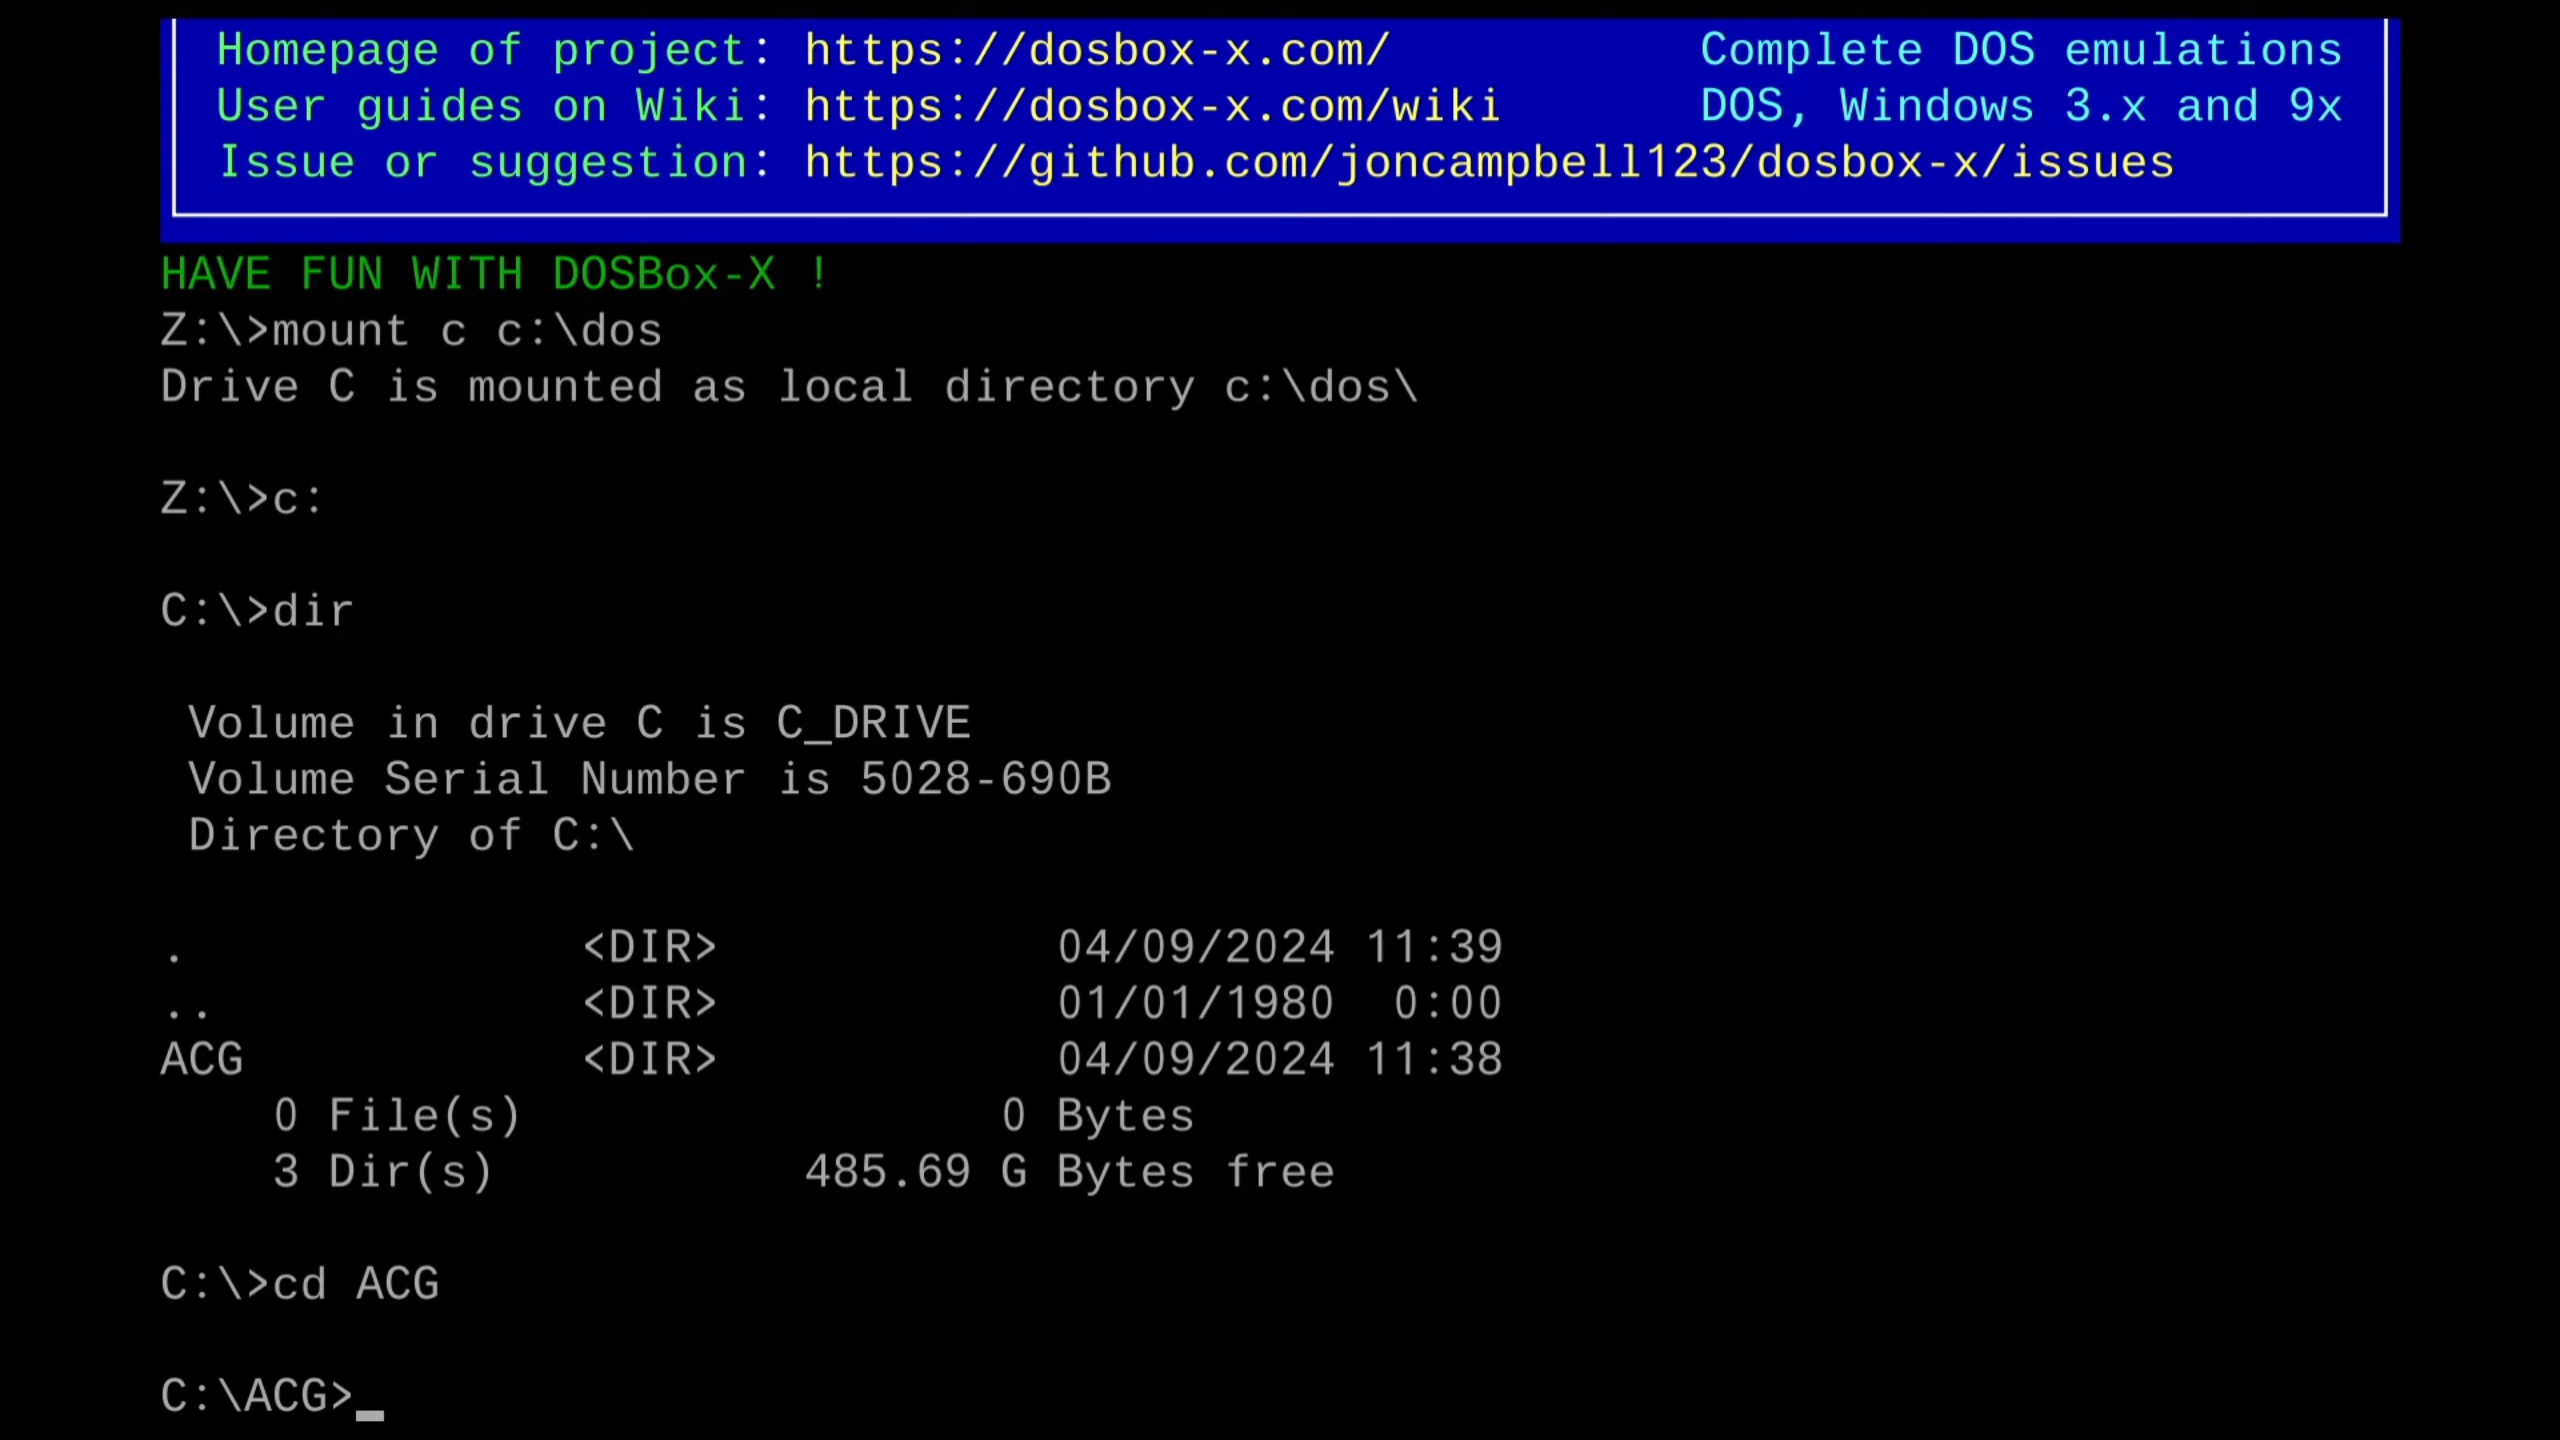 Homepage of project: https://dosbox-x.com/ Complete DOS emulations
User guides on Wiki: https://dosbox-x.com/wiki DOS, Windows 3.x and 9x
Issue or suggestion: https://github.com/joncampbell123/dosbox-x/issues
HAVE FUN WITH DOSBox-X !
Z:\>mount c c:\dos
Drive C is mounted as local directory c:\dos\
Z:\>c:
C:\>dir
Volume in drive C is C_DRIVE
Volume Serial Number is 5028-690B
Directory of C:\
. <DIR> 04/09/2024 11:39
.. <DIR> 01/01/1980 0:00
ACG <DIR> 04/09/2024 11:38
0 File(s) 0 Bytes
3 Dir(s) 485.69 G Bytes free
C:\>cd ACG
C:\ACG>_